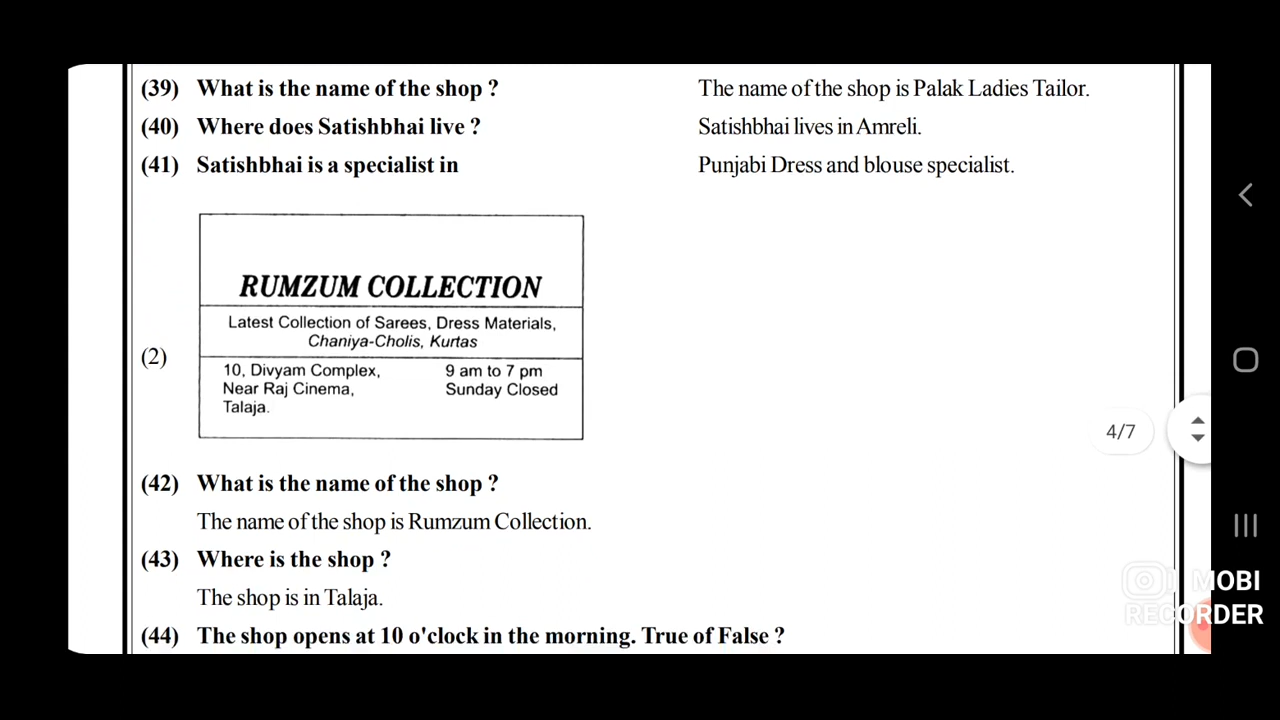 (39) What is the name of the shop ? The name of the shop is Palak Ladies Tailor.
(40) Where does Satishbhai live ? Satishbhai lives in Amreli.
(41) Satishbhai is a specialist in Punjabi Dress and blouse specialist.
RUMZUM COLLECTION
Latest Collection of Sarees, Dress Materials,
Chaniya-Cholis, Kurtas
(2)
10, Divyam Complex, 9 am to 7 pm
Near Raj Cinema, Sunday Closed
Talaja.
4/7
(42) What is the name of the shop ?
The name of the shop is Rumzum Collection.
(43) Where is the shop ?
The shop is in Talaja.
(44) The shop opens at 10 o'clock in the morning. True of False ?
MOBI
RECORDER